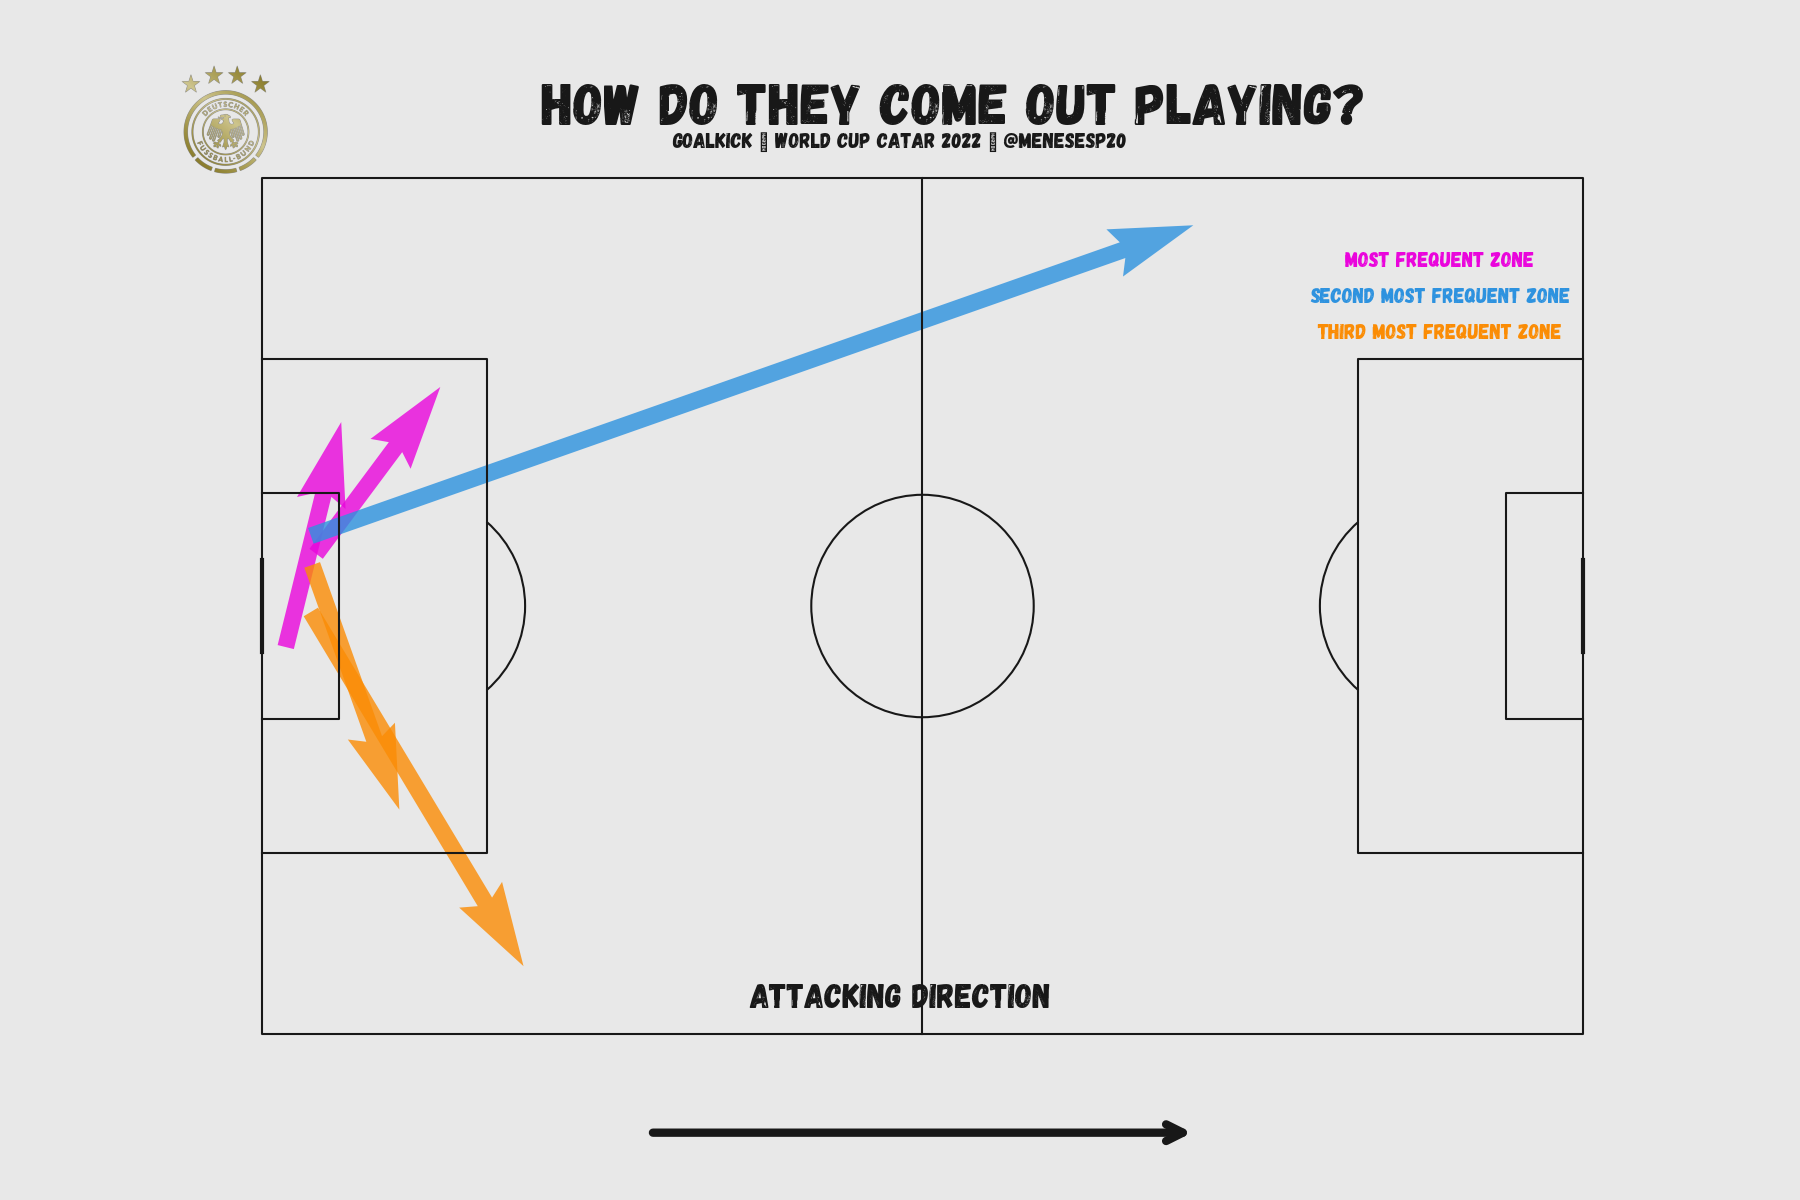 HOW DO THEY COME OUT PLAYING?
GOALKICK ▯ WORLD CUP CATAR 2022 ▯ @MENESESP20
DEUTSCHER
FUSSBALL-BUND
MOST FREQUENT ZONE
SECOND MOST FREQUENT ZONE
THIRD MOST FREQUENT ZONE
ATTACKING DIRECTION